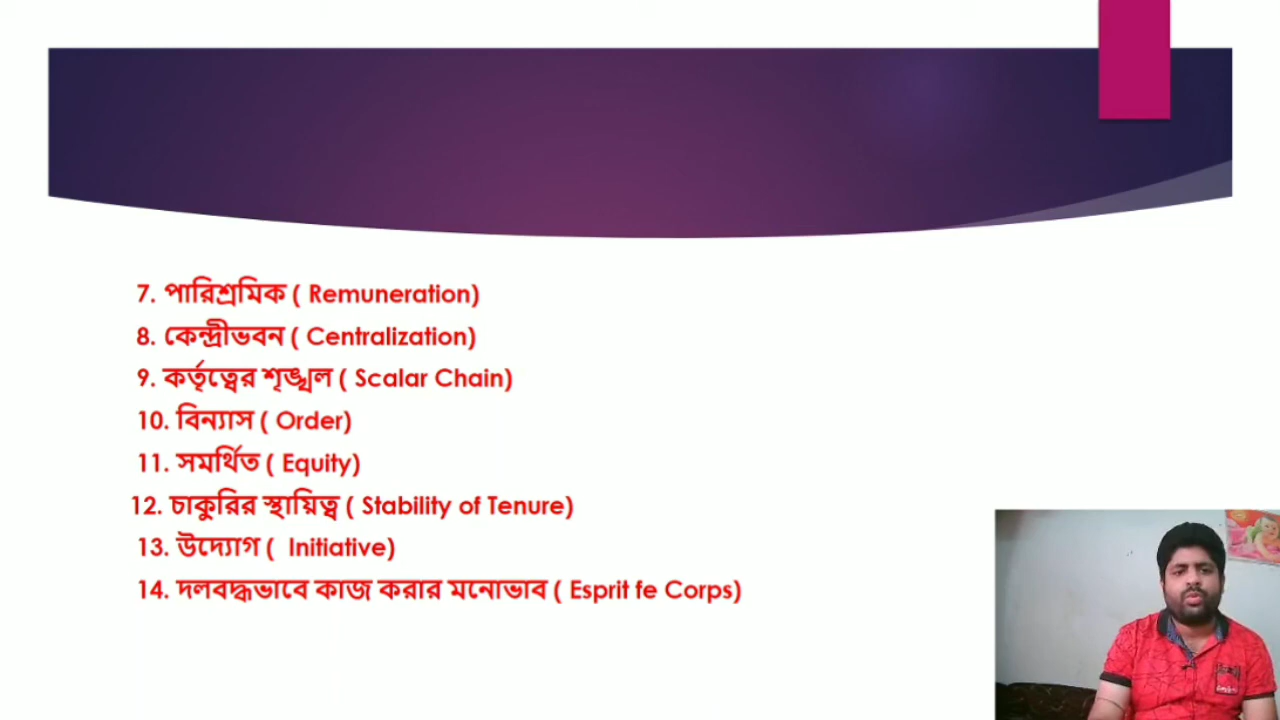 7. পারিশ্রমিক ( Remuneration)
8. কেন্দ্রীভবন ( Centralization)
9. কর্তৃত্বের শৃঙ্খল ( Scalar Chain)
10. বিন্যাস ( Order)
11. সমর্থিত ( Equity)
12. চাকুরির স্থায়িত্ব ( Stability of Tenure)
13. উদ্যোগ ( Initiative)
14. দলবদ্ধভাবে কাজ করার মনোভাব ( Esprit fe Corps)